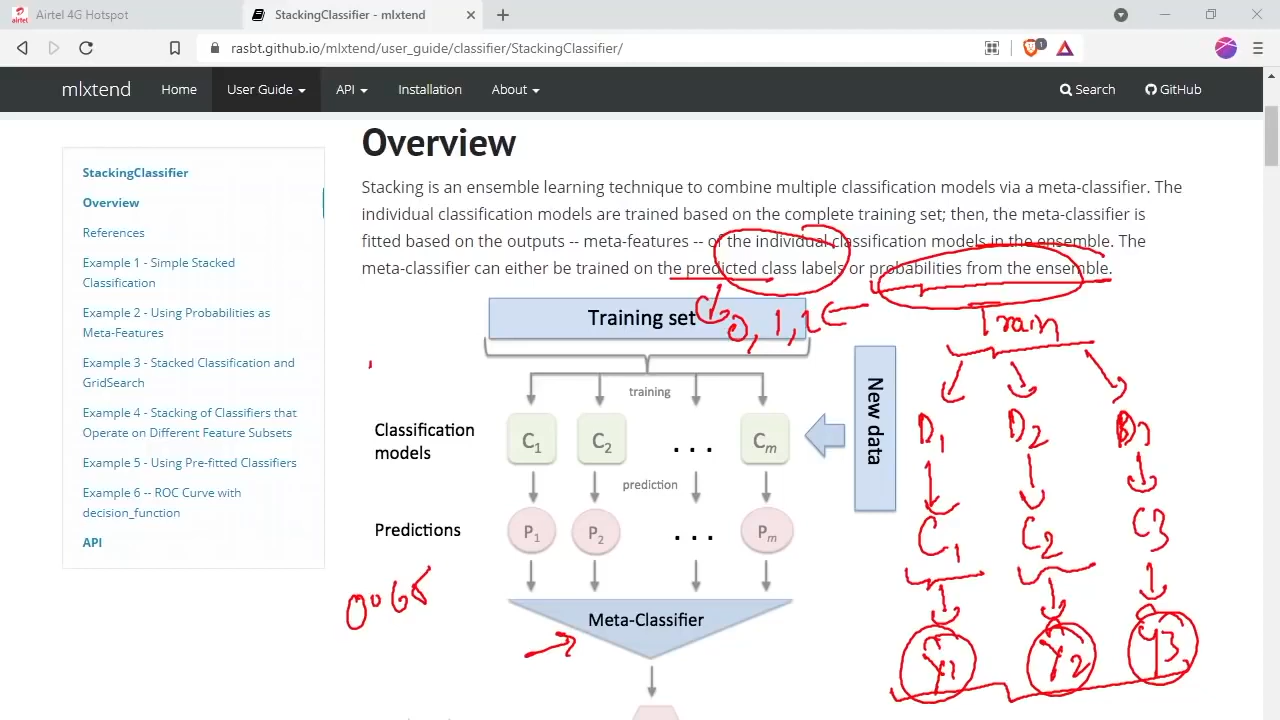 Airtel 4G Hotspot
StackingClassifier - mlxtend
rasbt.github.io/mlxtend/user_guide/classifier/StackingClassifier/
mlxtend Home User Guide API Installation About Search GitHub
StackingClassifier
Overview
References
Example 1 - Simple Stacked
Classification
Example 2 - Using Probabilities as
Meta-Features
Example 3 - Stacked Classification and
GridSearch
Example 4 - Stacking of Classifiers that
Operate on Different Feature Subsets
Example 5 - Using Pre-fitted Classifiers
Example 6 -- ROC Curve with
decision_function
API
Overview
Stacking is an ensemble learning technique to combine multiple classification models via a meta-classifier. The
individual classification models are trained based on the complete training set; then, the meta-classifier is
fitted based on the outputs -- meta-features -- of the individual classification models in the ensemble. The
meta-classifier can either be trained on the predicted class labels or probabilities from the ensemble.
Training set
0, 1, 2
training
Classification
models
C1 C2 . . . Cm
New data
prediction
Predictions
P1 P2 . . . Pm
Meta-Classifier
Train
D1 D2 D3
C1 C2 C3
Y1 Y2 Y3